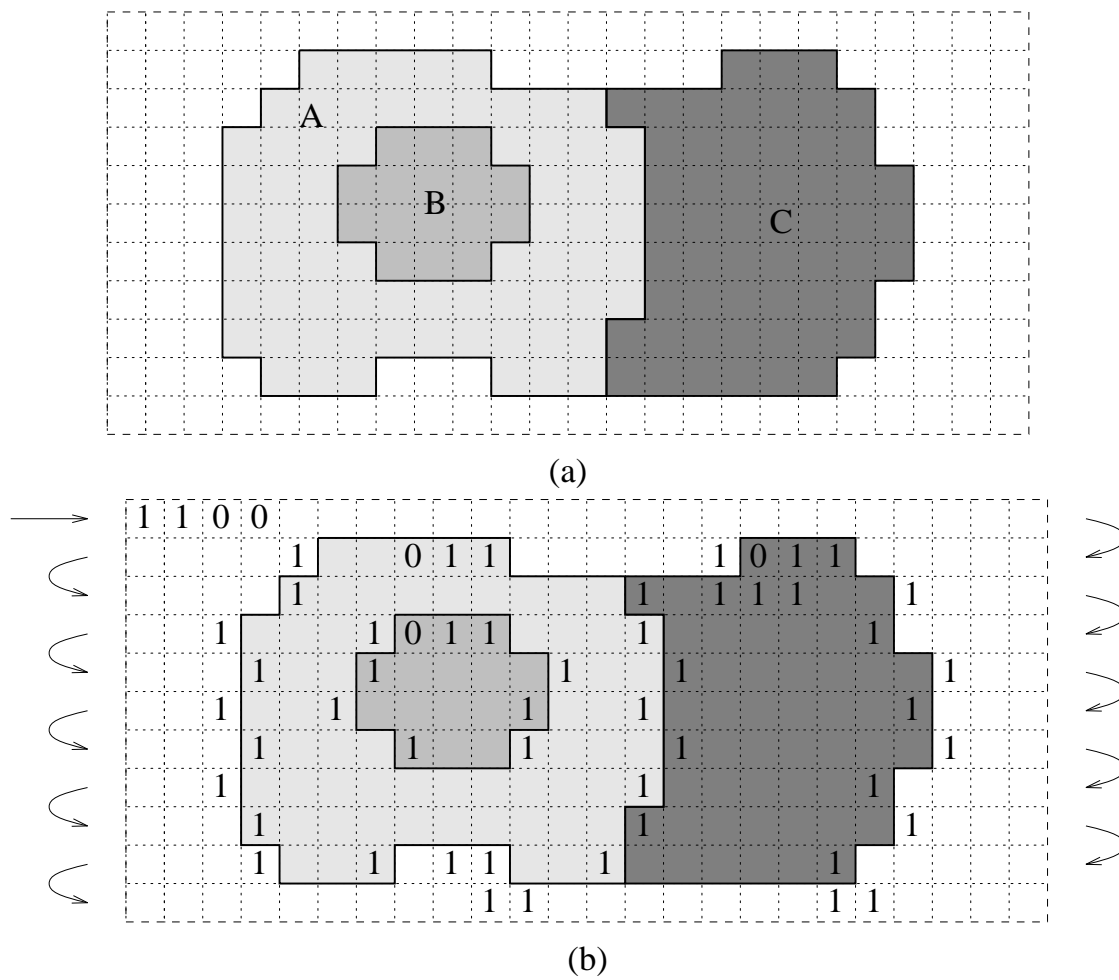 A
B
C
(a)
1 1 0 0
1 0 1 1 1 0 1 1
1 1 1 1 1 1
1 1 0 1 1 1 1
1 1 1 1 1
1 1 1 1 1
1 1 1 1 1
1 1 1
1 1 1
1 1 1 1 1 1
1 1 1 1
(b)